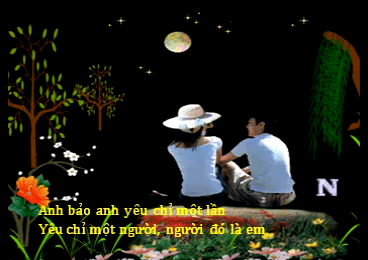 N
Anh bảo anh yêu chỉ một lần
Yêu chỉ một người, người đó là em